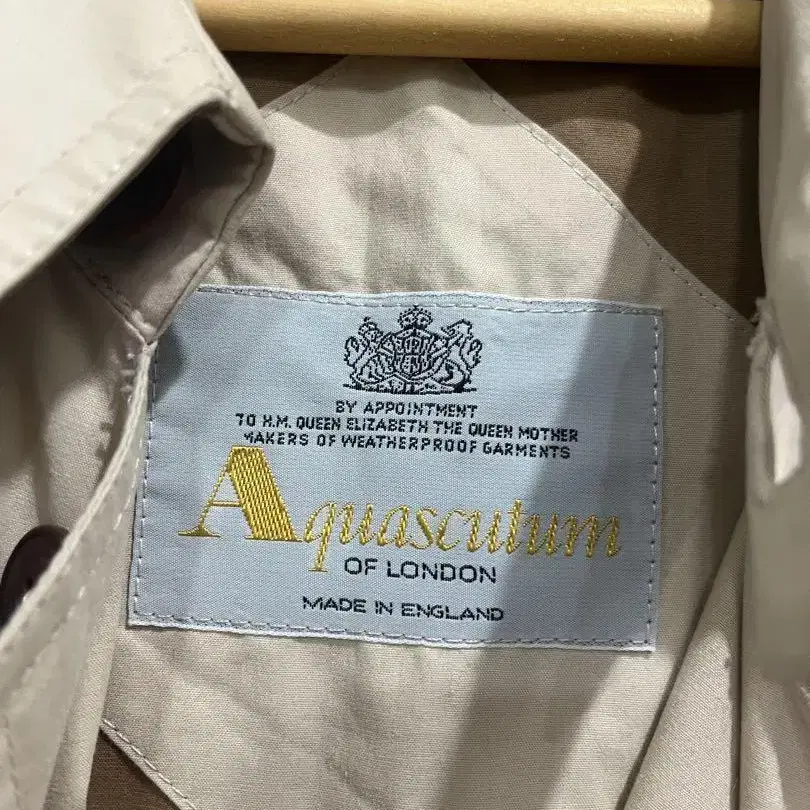 BY APPOINTMENT
TO H.M. QUEEN ELIZABETH THE QUEEN MOTHER
MAKERS OF WEATHERPROOF GARMENTS
Aquascutum
OF LONDON
MADE IN ENGLAND